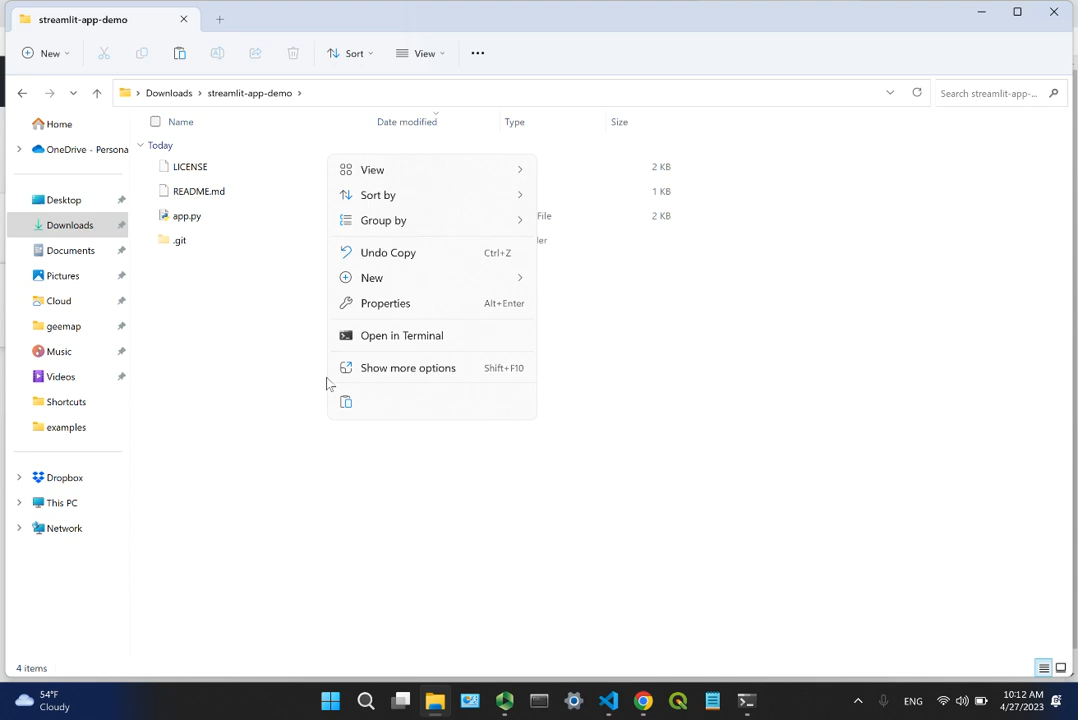 streamlit-app-demo
New
Sort
View
Downloads > streamlit-app-demo >
Search streamlit-app-...
Home
OneDrive - Persona
Desktop
Downloads
Documents
Pictures
Cloud
geemap
Music
Videos
Shortcuts
examples
Dropbox
This PC
Network
Name Date modified Type Size
Today
LICENSE 2 KB
README.md 1 KB
app.py File 2 KB
.git der
View
Sort by
Group by
Undo Copy Ctrl+Z
New
Properties Alt+Enter
Open in Terminal
Show more options Shift+F10
4 items
54°F
Cloudy
ENG
10:12 AM
4/27/2023